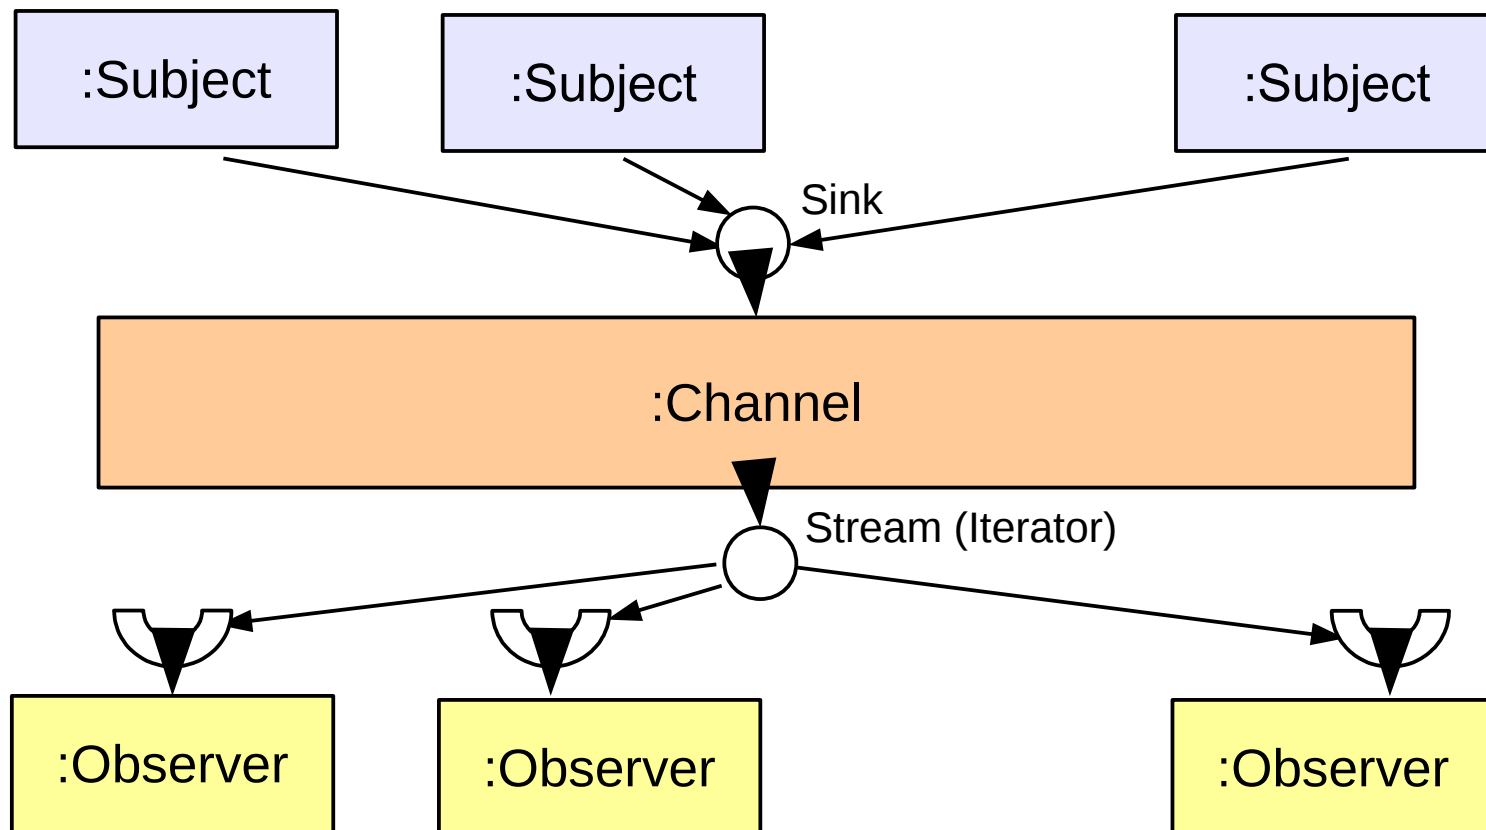 :Subject
:Subject
:Subject
Sink
:Channel
Stream (Iterator)
:Observer
:Observer
:Observer